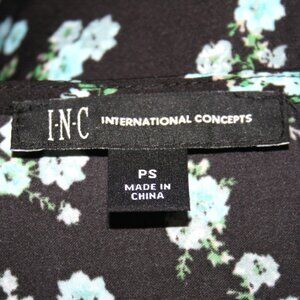 I·N·C INTERNATIONAL CONCEPTS
PS
MADE IN
CHINA